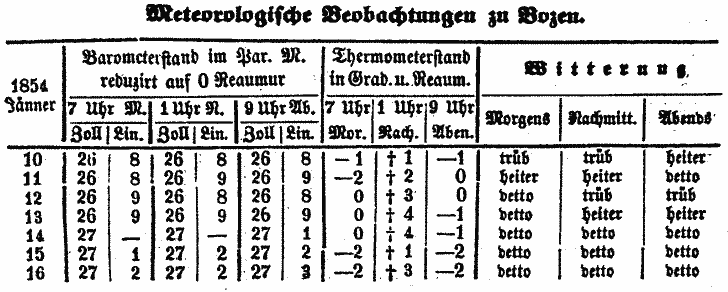 Meteorologische Beobachtungen zu Bozen.
1854 Jänner | Barometerstand im Par. M. reduzirt auf 0 Reaumur | Thermometerstand in Grad. u. Reaum. | Witterung
7 Uhr M. | 1 Uhr N. | 9 Uhr Ab. | 7 Uhr Mor. | 1 Uhr Nach. | 9 Uhr Aben. | Morgens | Nachmitt. | Abends
Zoll | Lin. | Zoll | Lin. | Zoll | Lin.
10 | 26 | 8 | 26 | 8 | 26 | 8 | —1 | † 1 | —1 | trüb | trüb | heiter
11 | 26 | 8 | 26 | 9 | 26 | 9 | —2 | † 2 | 0 | heiter | heiter | detto
12 | 26 | 9 | 26 | 8 | 26 | 8 | 0 | † 3 | 0 | detto | trüb | trüb
13 | 26 | 9 | 26 | 9 | 26 | 9 | 0 | † 4 | —1 | detto | heiter | heiter
14 | 27 | — | 27 | — | 27 | 1 | 0 | † 4 | —1 | detto | detto | detto
15 | 27 | 1 | 27 | 2 | 27 | 2 | —2 | † 1 | —2 | detto | detto | detto
16 | 27 | 2 | 27 | 2 | 27 | 3 | —2 | † 3 | —2 | detto | detto | detto